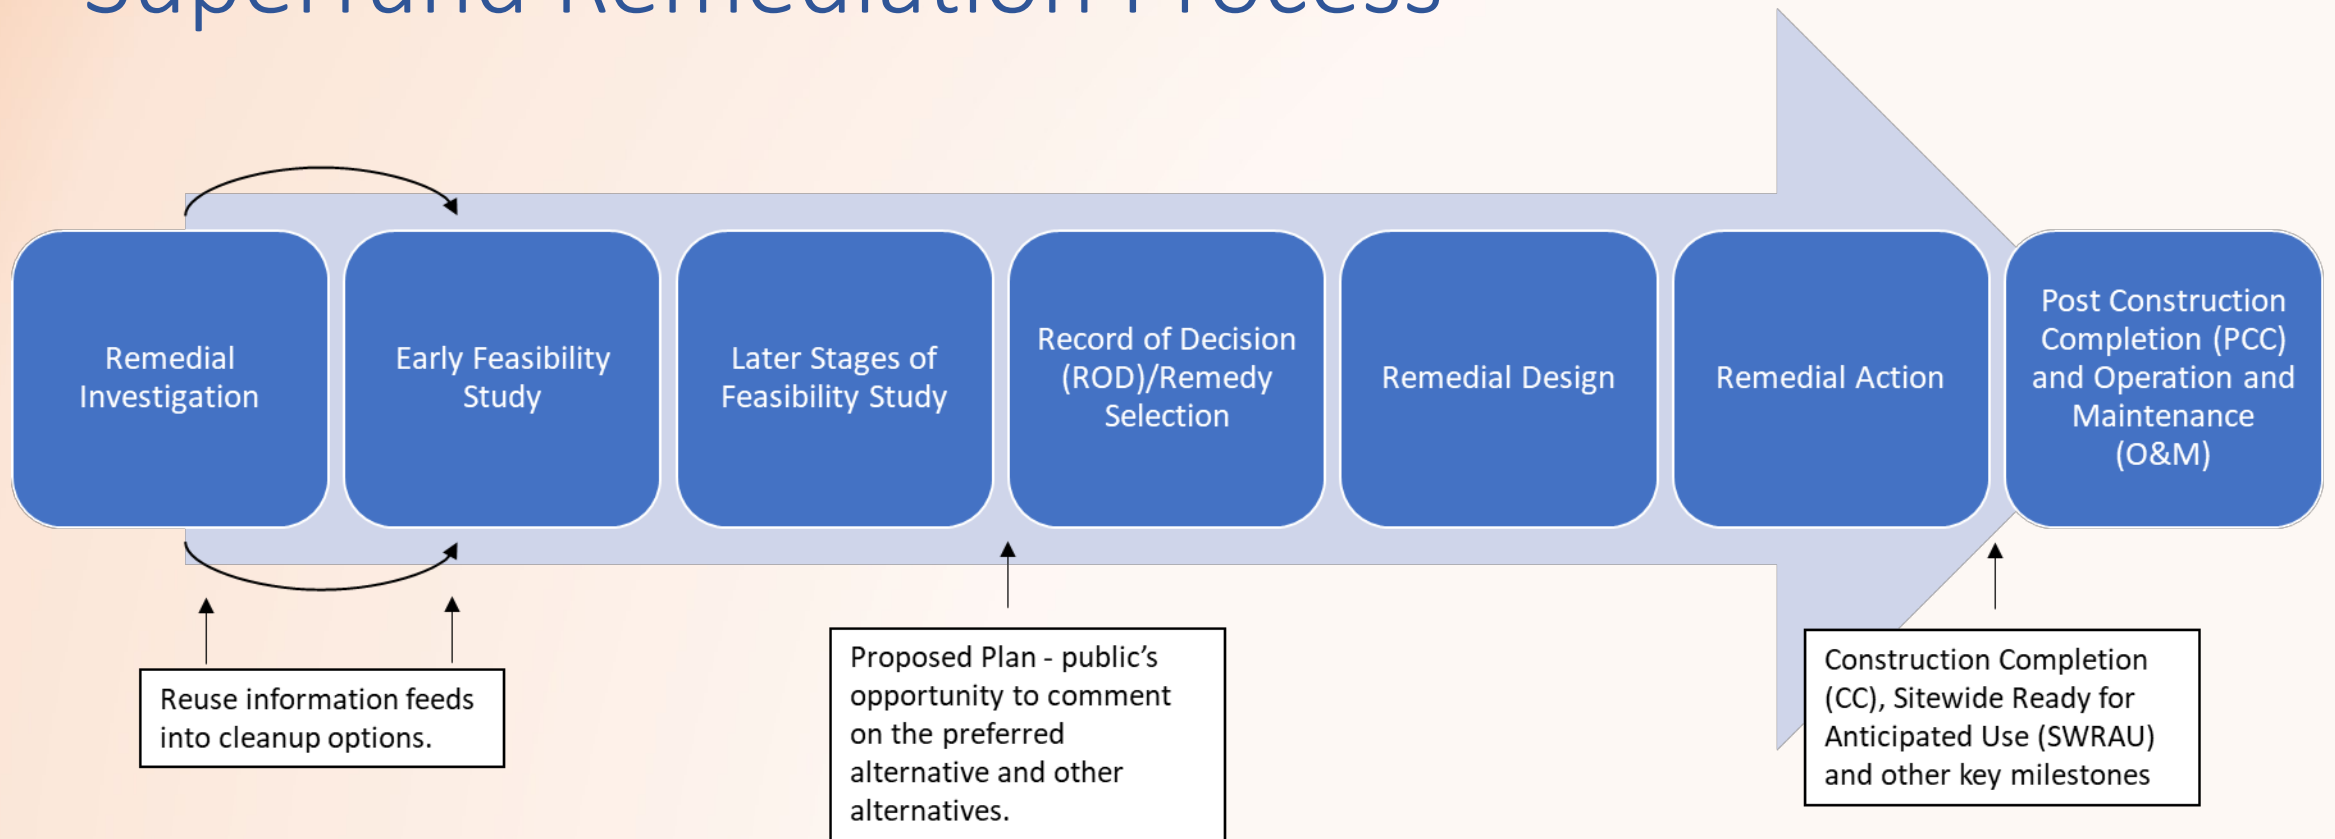 Superfund Remediation Process
Remedial
Investigation
Early Feasibility
Study
Later Stages of
Feasibility Study
Record of Decision
(ROD)/Remedy
Selection
Remedial Design
Remedial Action
Post Construction
Completion (PCC)
and Operation and
Maintenance
(O&M)
Reuse information feeds
into cleanup options.
Proposed Plan - public's
opportunity to comment
on the preferred
alternative and other
alternatives.
Construction Completion
(CC), Sitewide Ready for
Anticipated Use (SWRAU)
and other key milestones